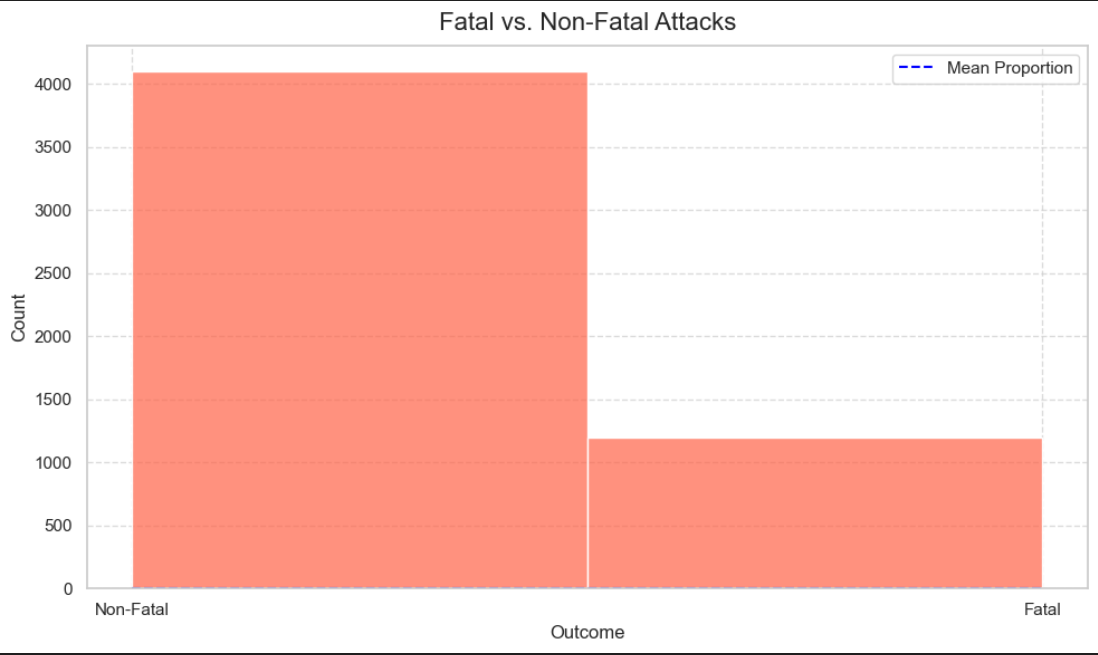 Fatal vs. Non-Fatal Attacks
Mean Proportion
4000
3500
3000
2500
2000
1500
1000
500
0
Count
Non-Fatal
Fatal
Outcome